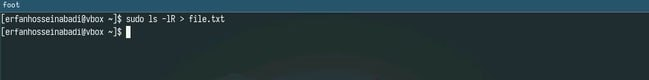 foot
[erfanhosseinabadi@vbox ~]$ sudo ls -lR > file.txt
[erfanhosseinabadi@vbox ~]$